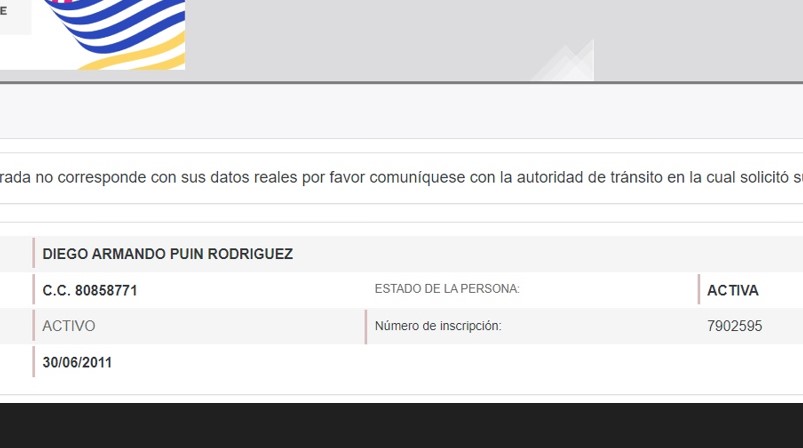 E
rada no corresponde con sus datos reales por favor comuníquese con la autoridad de tránsito en la cual solicitó s
DIEGO ARMANDO PUIN RODRIGUEZ
C.C. 80858771 ESTADO DE LA PERSONA: ACTIVA
ACTIVO Número de inscripción: 7902595
30/06/2011